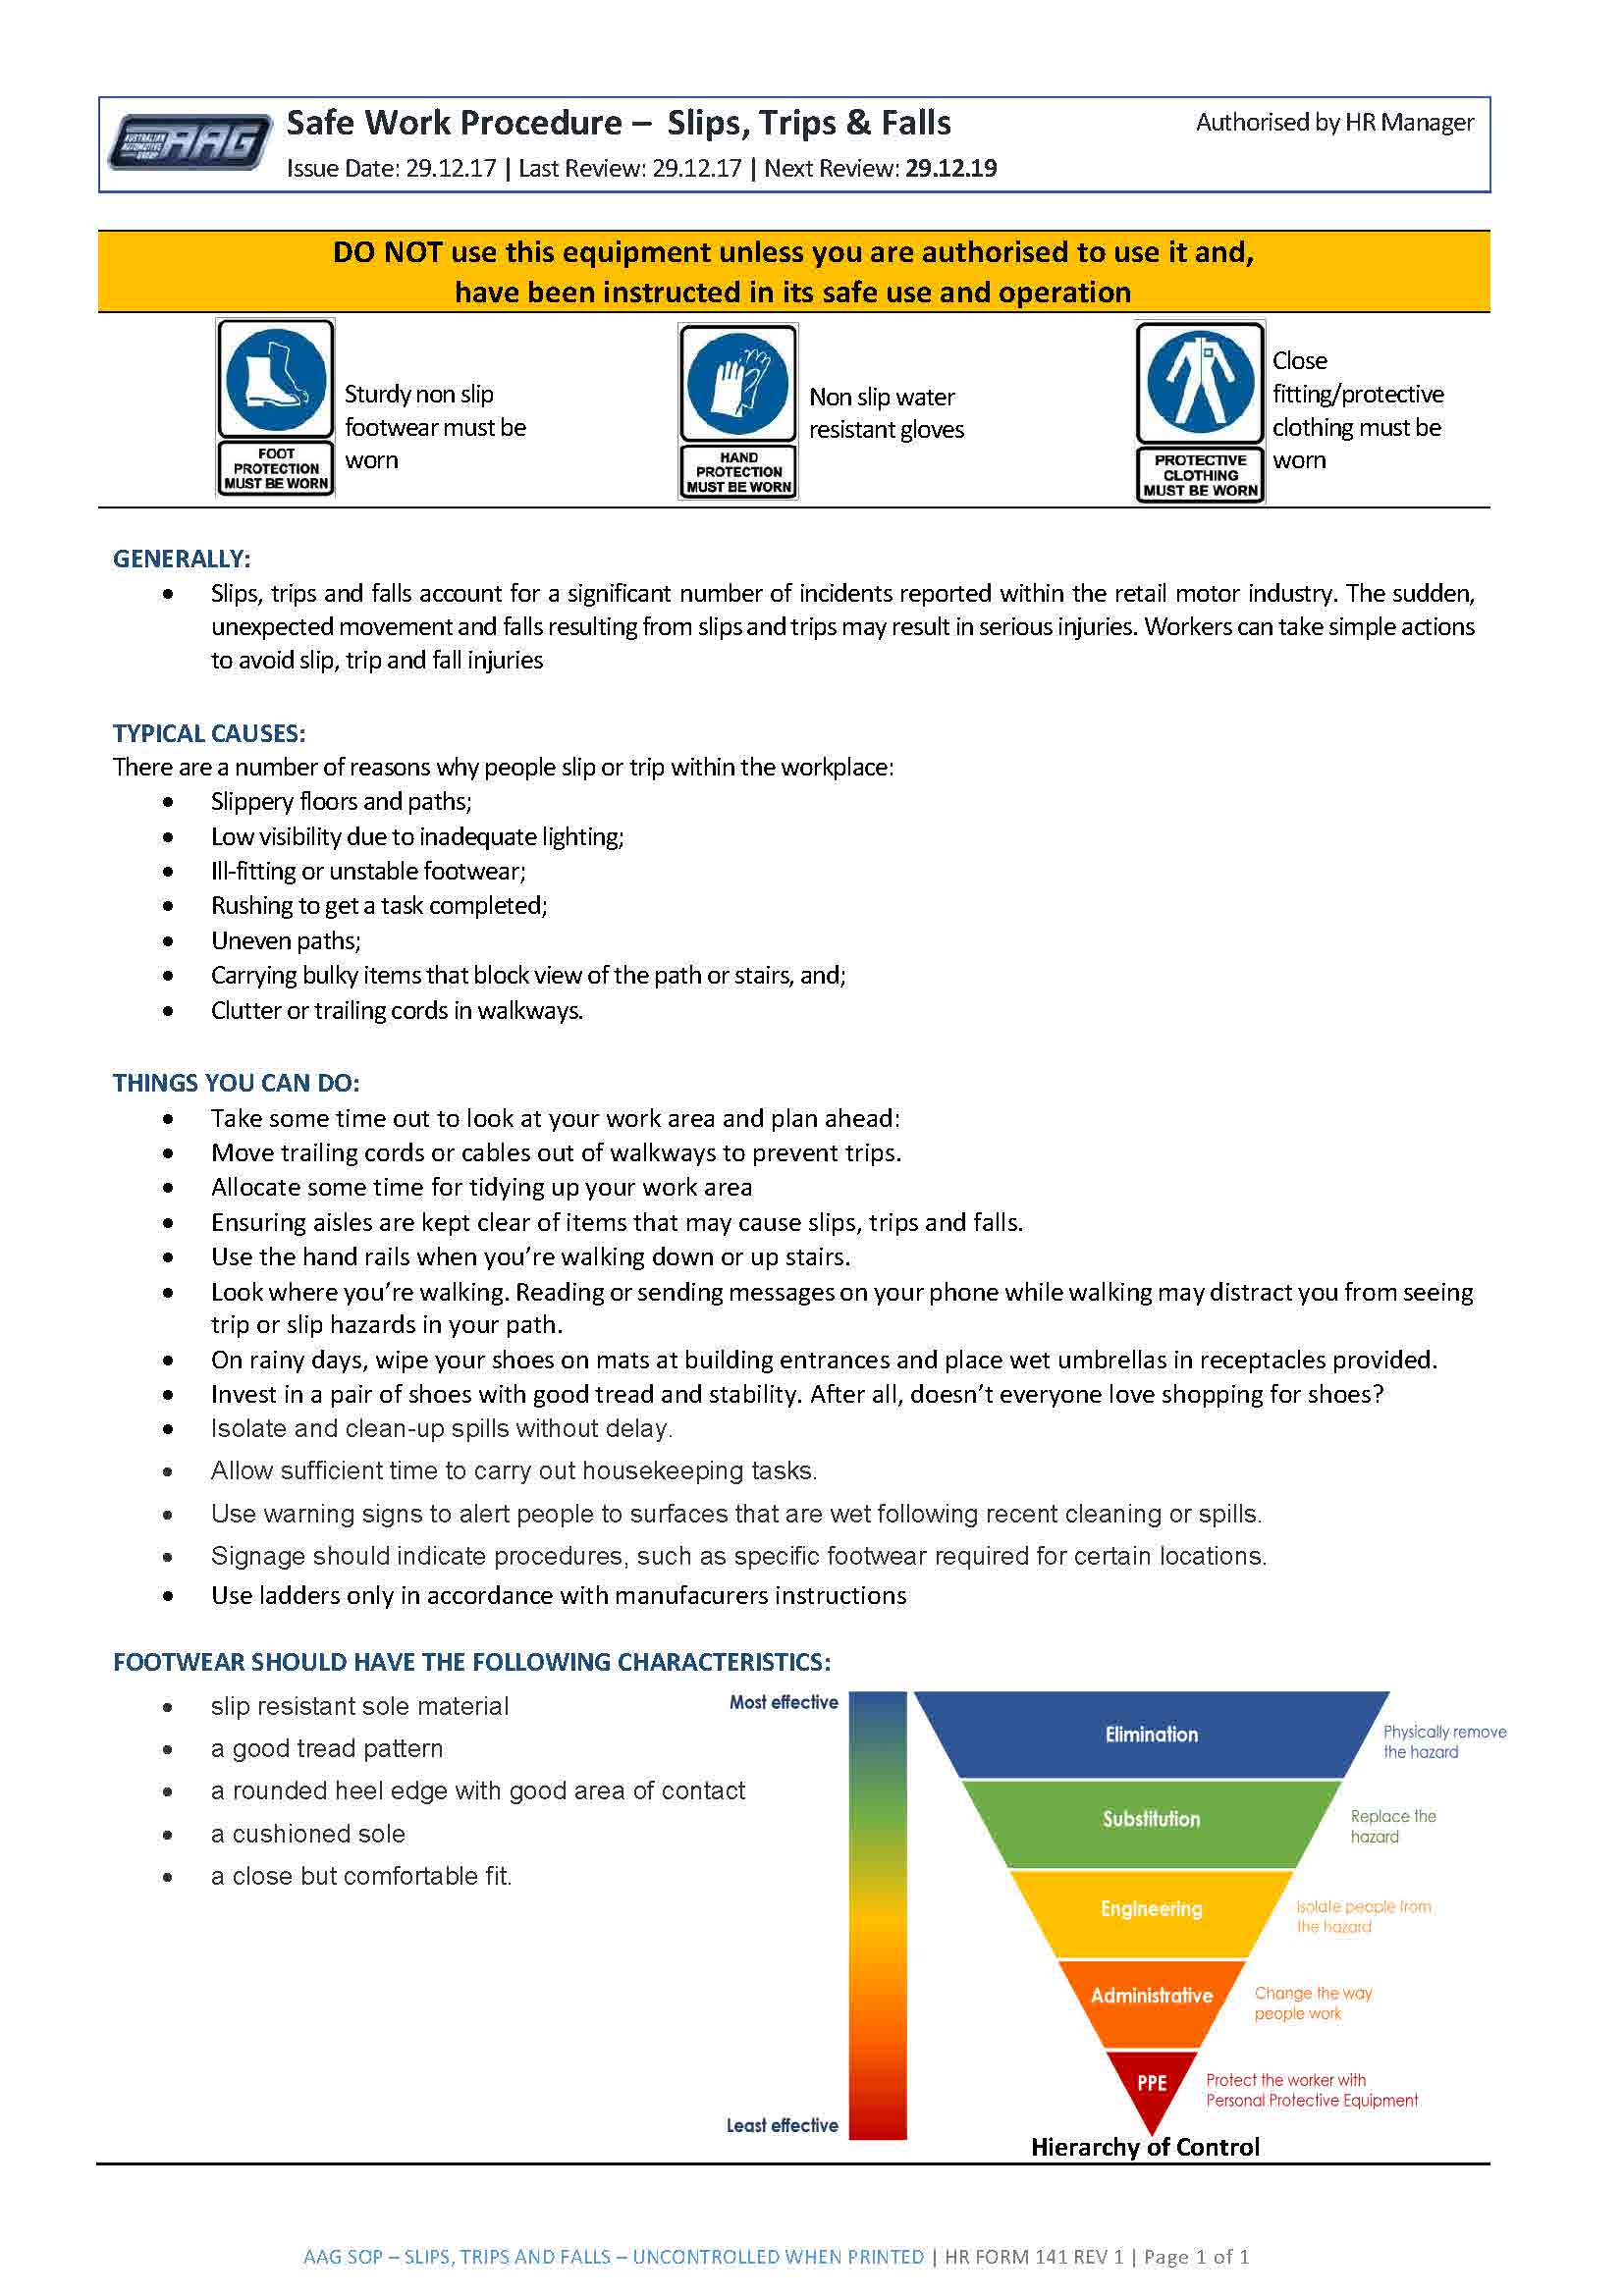 AUSTRALIAN
AUTOMOTIVE
GROUP
AAG
Safe Work Procedure – Slips, Trips & Falls
Authorised by HR Manager
Issue Date: 29.12.17 | Last Review: 29.12.17 | Next Review: 29.12.19
DO NOT use this equipment unless you are authorised to use it and,
have been instructed in its safe use and operation
FOOT
PROTECTION
MUST BE WORN
Sturdy non slip
footwear must be
worn
HAND
PROTECTION
MUST BE WORN
Non slip water
resistant gloves
PROTECTIVE
CLOTHING
MUST BE WORN
Close
fitting/protective
clothing must be
worn
GENERALLY:
• Slips, trips and falls account for a significant number of incidents reported within the retail motor industry. The sudden,
unexpected movement and falls resulting from slips and trips may result in serious injuries. Workers can take simple actions
to avoid slip, trip and fall injuries
TYPICAL CAUSES:
There are a number of reasons why people slip or trip within the workplace:
• Slippery floors and paths;
• Low visibility due to inadequate lighting;
• Ill-fitting or unstable footwear;
• Rushing to get a task completed;
• Uneven paths;
• Carrying bulky items that block view of the path or stairs, and;
• Clutter or trailing cords in walkways.
THINGS YOU CAN DO:
• Take some time out to look at your work area and plan ahead:
• Move trailing cords or cables out of walkways to prevent trips.
• Allocate some time for tidying up your work area
• Ensuring aisles are kept clear of items that may cause slips, trips and falls.
• Use the hand rails when you’re walking down or up stairs.
• Look where you’re walking. Reading or sending messages on your phone while walking may distract you from seeing
trip or slip hazards in your path.
• On rainy days, wipe your shoes on mats at building entrances and place wet umbrellas in receptacles provided.
• Invest in a pair of shoes with good tread and stability. After all, doesn’t everyone love shopping for shoes?
• Isolate and clean-up spills without delay.
• Allow sufficient time to carry out housekeeping tasks.
• Use warning signs to alert people to surfaces that are wet following recent cleaning or spills.
• Signage should indicate procedures, such as specific footwear required for certain locations.
• Use ladders only in accordance with manufacurers instructions
FOOTWEAR SHOULD HAVE THE FOLLOWING CHARACTERISTICS:
• slip resistant sole material
• a good tread pattern
• a rounded heel edge with good area of contact
• a cushioned sole
• a close but comfortable fit.
Most effective
Least effective
Elimination
Physically remove
the hazard
Substitution
Replace the
hazard
Engineering
Isolate people from
the hazard
Administrative
Change the way
people work
PPE
Protect the worker with
Personal Protective Equipment
Hierarchy of Control
AAG SOP – SLIPS, TRIPS AND FALLS – UNCONTROLLED WHEN PRINTED | HR FORM 141 REV 1 | Page 1 of 1